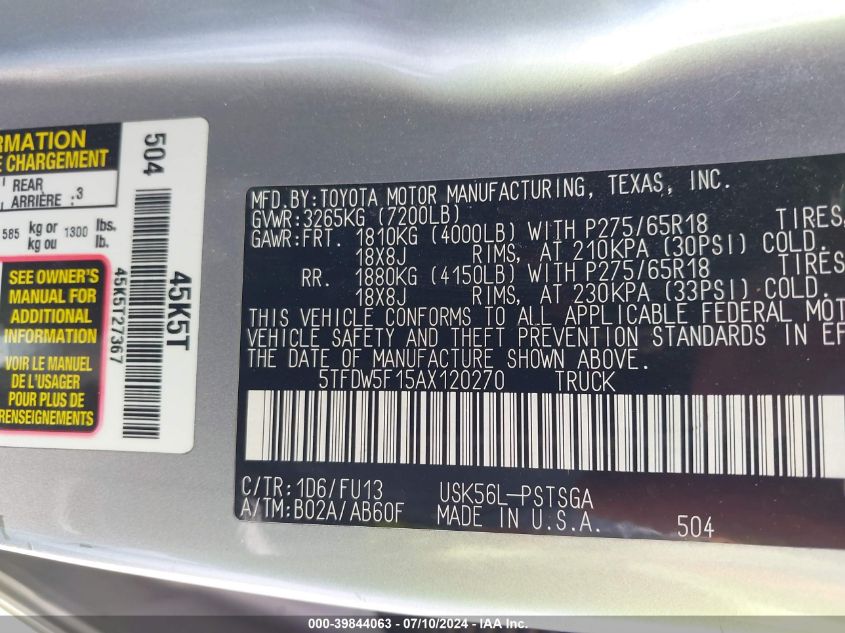 RMATION
E CHARGEMENT
REAR
ARRIÈRE : 3
585 kg or 1300 lbs.
kg ou lb.
SEE OWNER'S
MANUAL FOR
ADDITIONAL
INFORMATION
VOIR LE MANUEL
DE L'USAGER
POUR PLUS DE
RENSEIGNEMENTS
504
45K5T
45K5T27367
MFD.BY:TOYOTA MOTOR MANUFACTURING, TEXAS, INC.
GVWR:3265KG (7200LB)
GAWR:FRT. 1810KG (4000LB) WITH P275/65R18 TIRES,
18X8J RIMS, AT 210KPA (30PSI) COLD.
RR. 1880KG (4150LB) WITH P275/65R18 TIRES
18X8J RIMS, AT 230KPA (33PSI) COLD.
THIS VEHICLE CONFORMS TO ALL APPLICABLE FEDERAL MOT
VEHICLE SAFETY AND THEFT PREVENTION STANDARDS IN EF
THE DATE OF MANUFACTURE SHOWN ABOVE.
5TFDW5F15AX120270 TRUCK
C/TR:1D6/FU13 USK56L-PSTSGA
A/TM:B02A/AB60F MADE IN U.S.A. 504
000-39844063 - 07/10/2024 - IAA Inc.